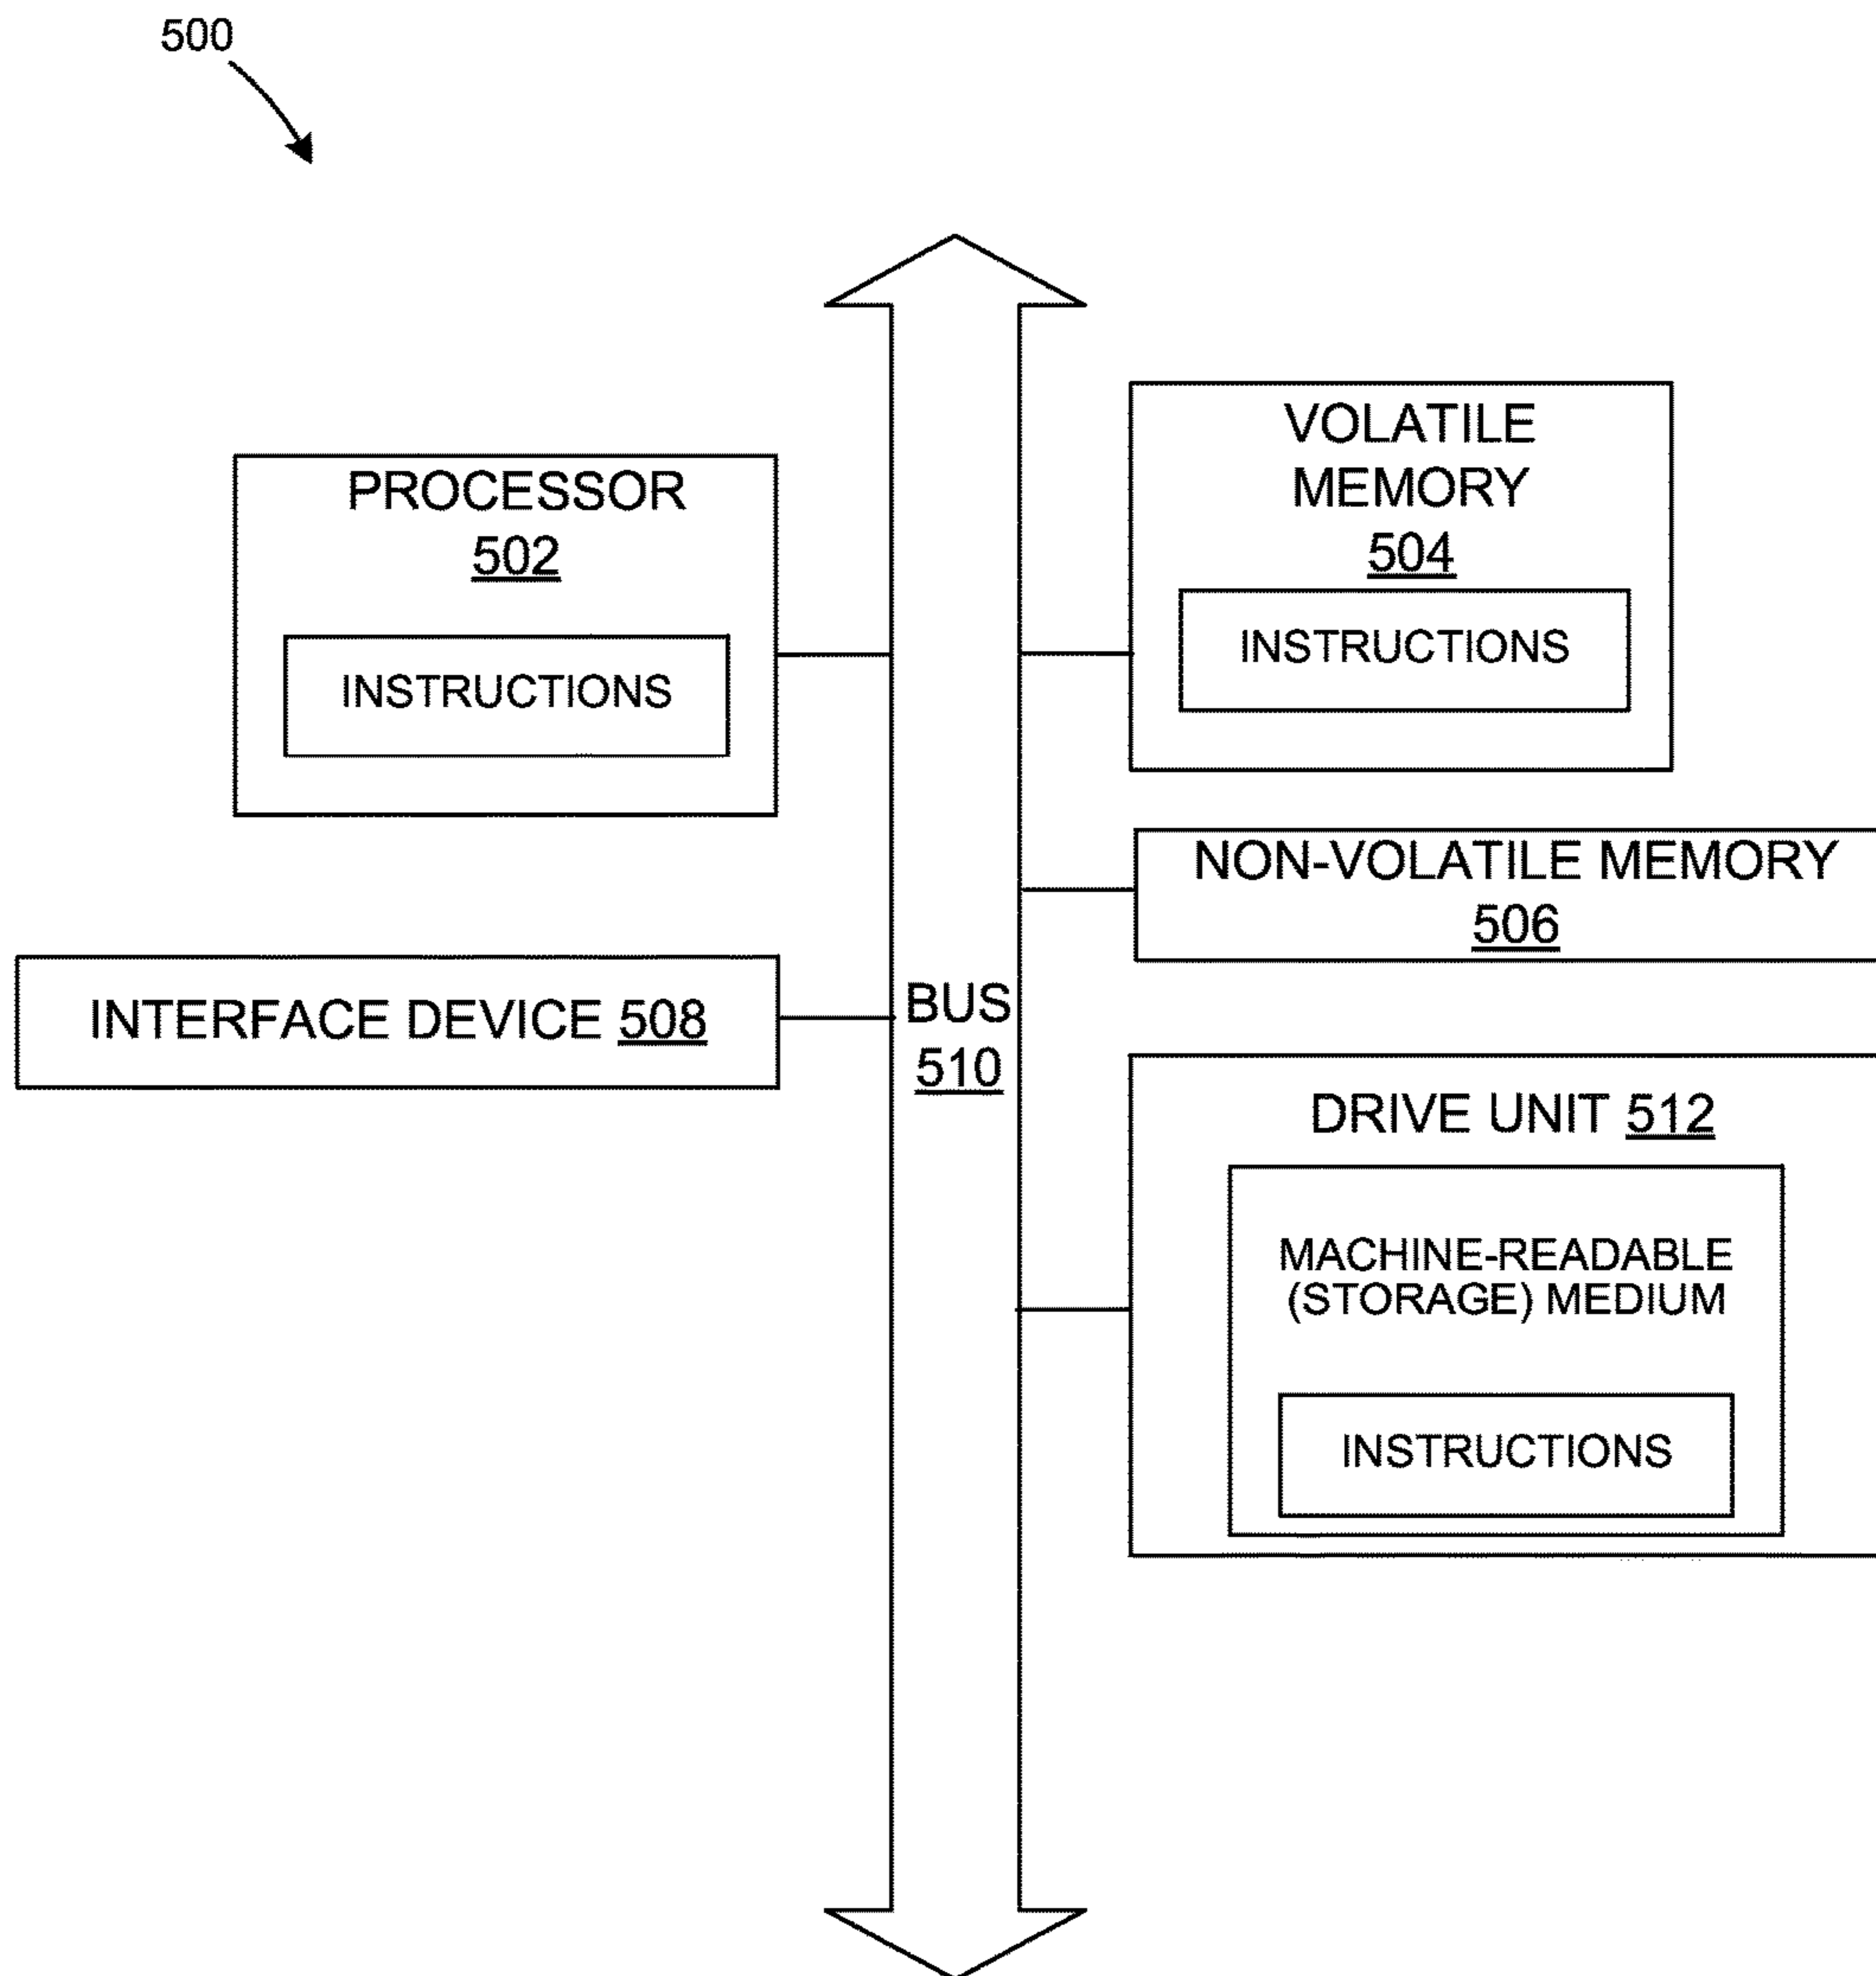 500
PROCESSOR
502
INSTRUCTIONS
VOLATILE
MEMORY
504
INSTRUCTIONS
NON-VOLATILE MEMORY
506
INTERFACE DEVICE 508
BUS
510
DRIVE UNIT 512
MACHINE-READABLE
(STORAGE) MEDIUM
INSTRUCTIONS